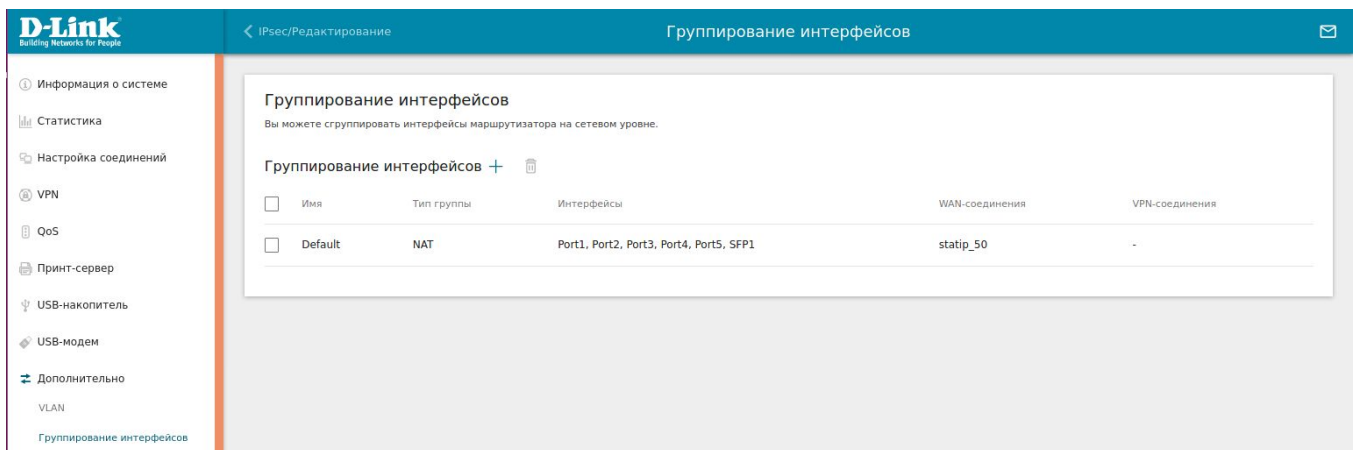 D-Link
Building Networks for People
IPsec/Редактирование
Группирование интерфейсов
Информация о системе
Статистика
Настройка соединений
VPN
QoS
Принт-сервер
USB-накопитель
USB-модем
Дополнительно
VLAN
Группирование интерфейсов
Группирование интерфейсов
Вы можете сгруппировать интерфейсы маршрутизатора на сетевом уровне.
Группирование интерфейсов
Имя Тип группы Интерфейсы WAN-соединения VPN-соединения
Default NAT Port1, Port2, Port3, Port4, Port5, SFP1 statip_50 -